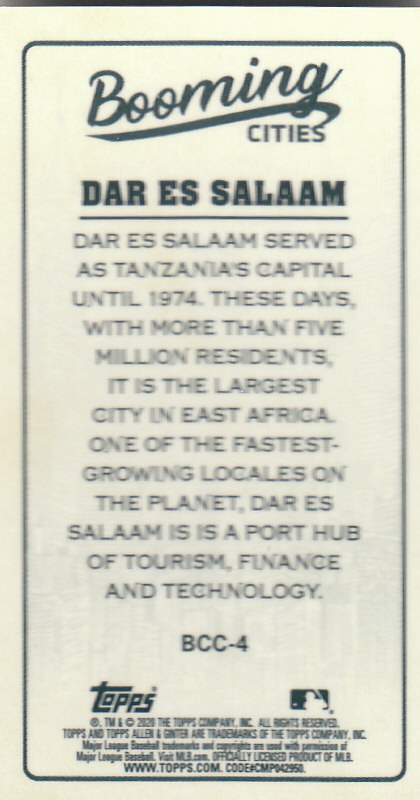 Booming
CITIES
DAR ES SALAAM
DAR ES SALAAM SERVED
AS TANZANIA'S CAPITAL
UNTIL 1974. THESE DAYS,
WITH MORE THAN FIVE
MILLION RESIDENTS,
IT IS THE LARGEST
CITY IN EAST AFRICA.
ONE OF THE FASTEST-
GROWING LOCALES ON
THE PLANET, DAR ES
SALAAM IS IS A PORT HUB
OF TOURISM, FINANCE
AND TECHNOLOGY.
BCC-4
TOPPS
®, TM & © 2020 THE TOPPS COMPANY, INC. ALL RIGHTS RESERVED.
TOPPS AND TOPPS ALLEN & GINTER ARE TRADEMARKS OF THE TOPPS COMPANY, INC.
Major League Baseball trademarks and copyrights are used with permission of
Major League Baseball. Visit MLB.com. OFFICIALLY LICENSED PRODUCT OF MLB.
WWW.TOPPS.COM. CODE#CMP042950.